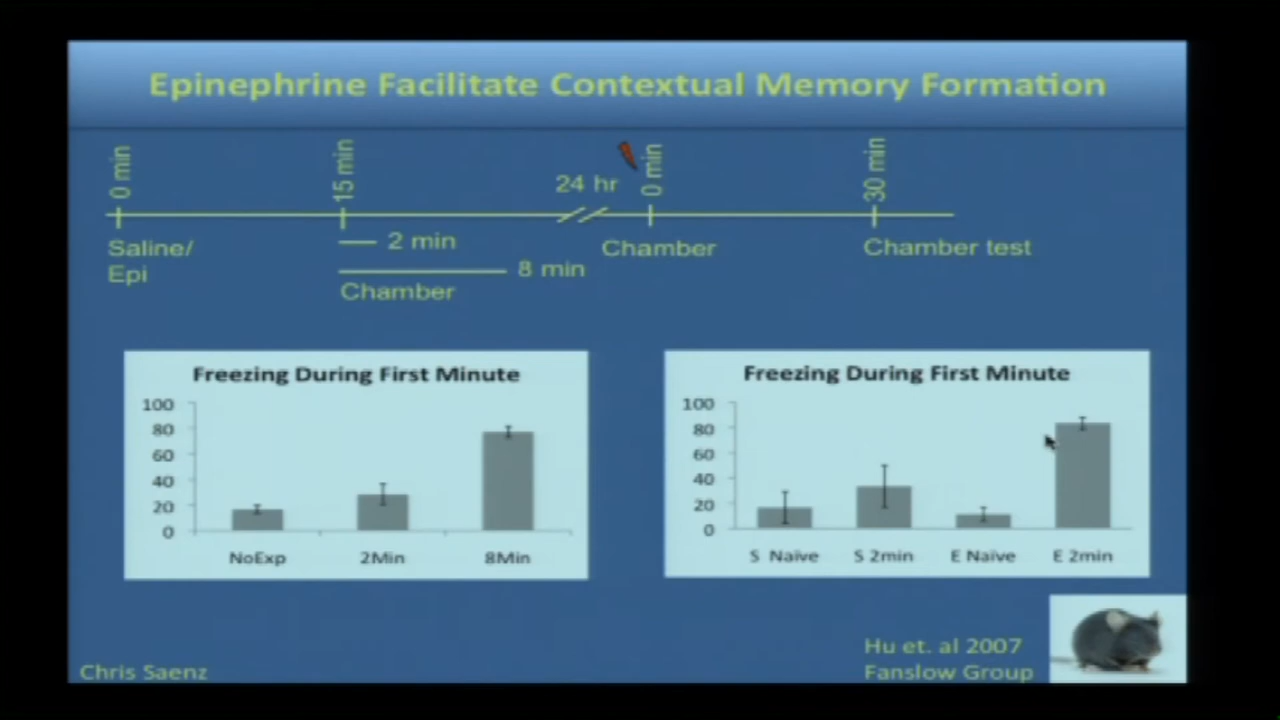 Epinephrine Facilitate Contextual Memory Formation
0 min
15 min
24 hr
0 min
30 min
Saline/
Epi
2 min
8 min
Chamber
Chamber
Chamber test
Freezing During First Minute
100
80
60
40
20
0
NoExp 2Min 8Min
Freezing During First Minute
100
80
60
40
20
0
S Naïve S 2min E Naïve E 2min
Chris Saenz
Hu et. al 2007
Fanslow Group